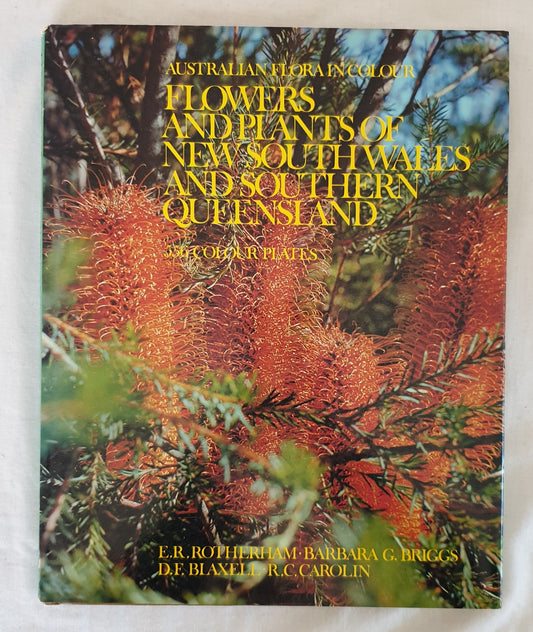 AUSTRALIAN FLORA IN COLOUR
FLOWERS
AND PLANTS OF
NEW SOUTH WALES
AND SOUTHERN
QUEENSLAND
556 COLOUR PLATES
E.R. ROTHERHAM · BARBARA G. BRIGGS
D.F. BLAXELL · R.C. CAROLIN